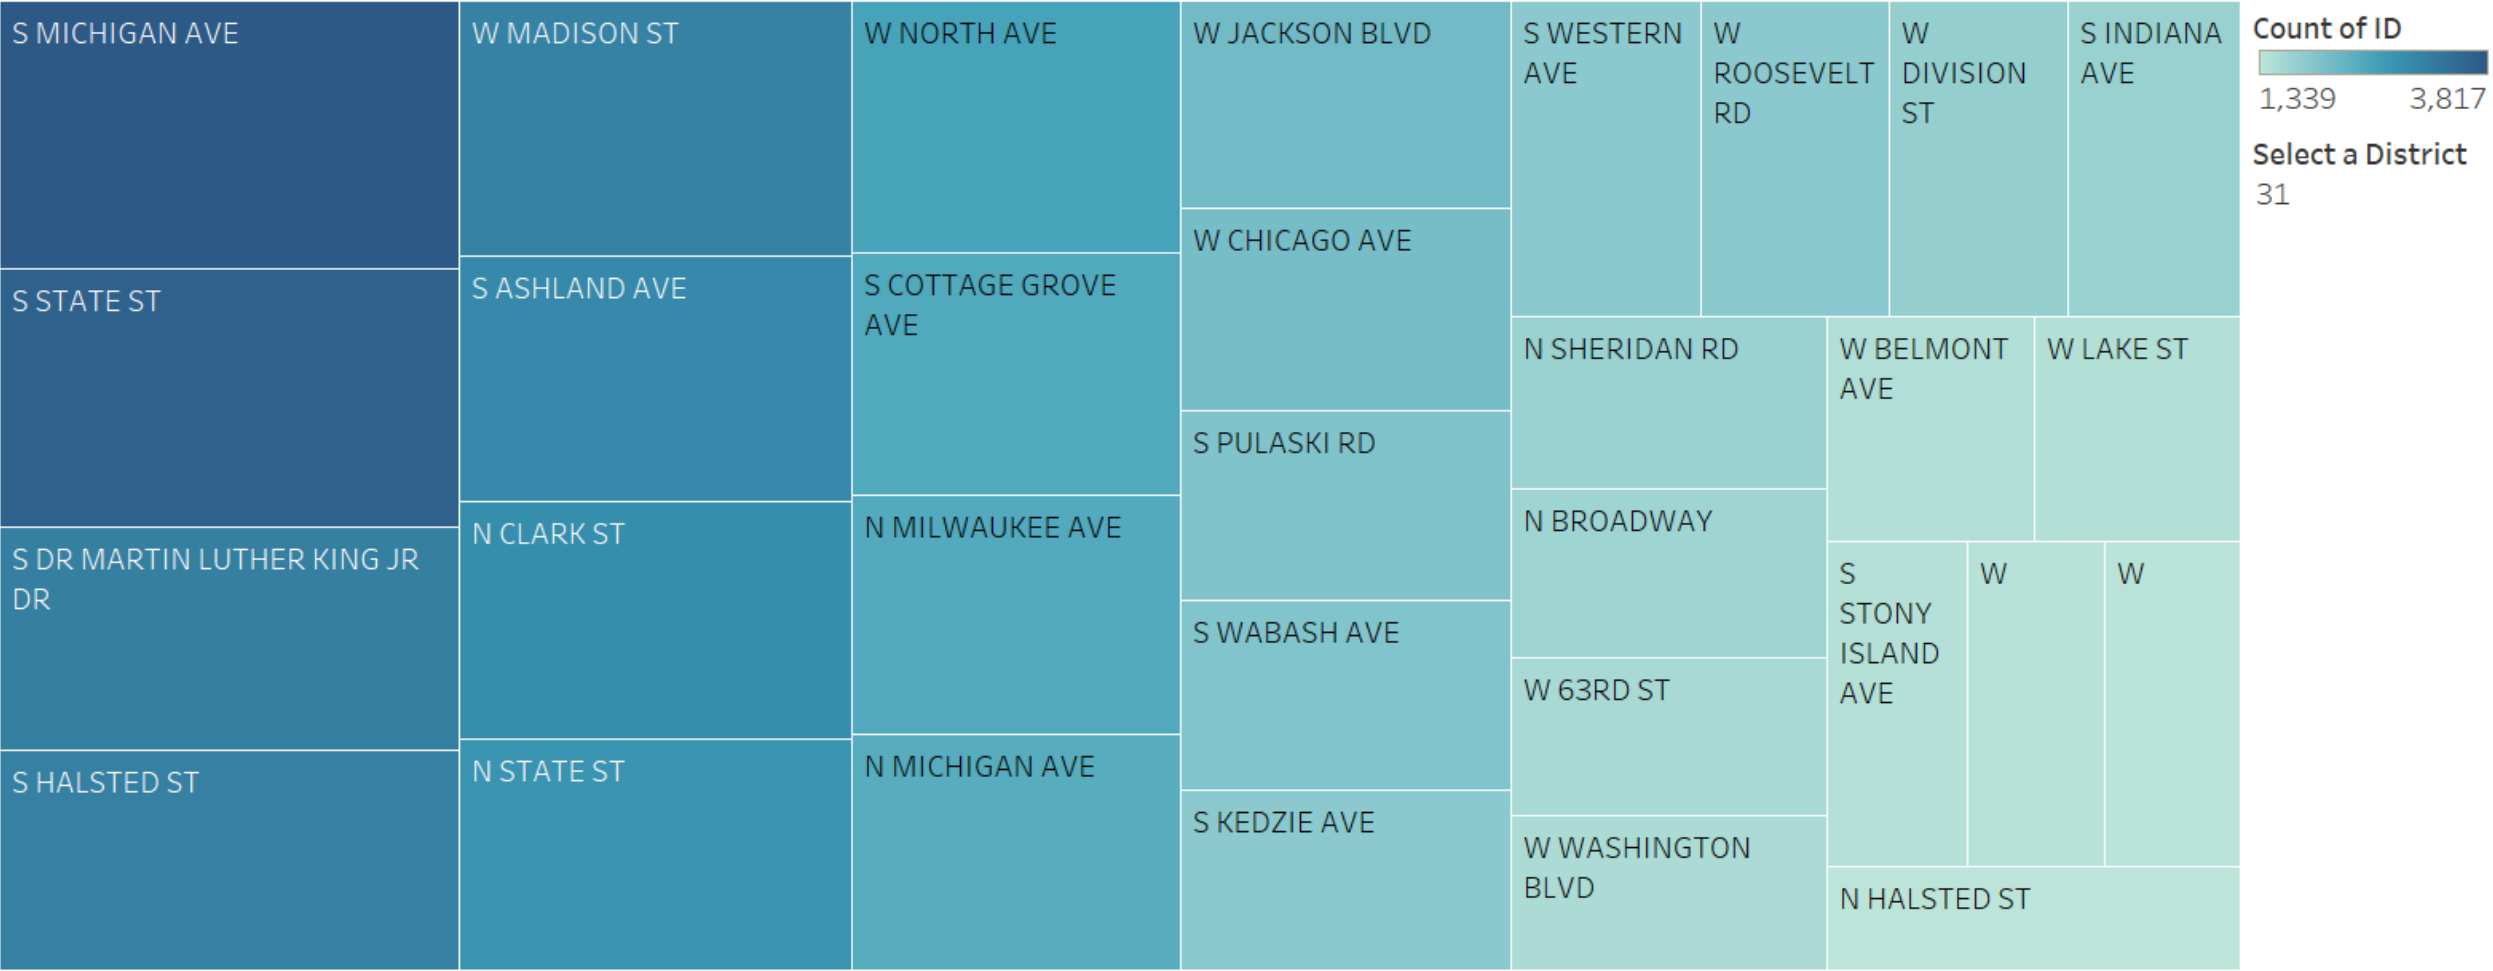 S MICHIGAN AVE
S STATE ST
S DR MARTIN LUTHER KING JR
DR
S HALSTED ST
W MADISON ST
S ASHLAND AVE
N CLARK ST
N STATE ST
W NORTH AVE
S COTTAGE GROVE
AVE
N MILWAUKEE AVE
N MICHIGAN AVE
W JACKSON BLVD
W CHICAGO AVE
S PULASKI RD
S WABASH AVE
S KEDZIE AVE
S WESTERN
AVE
W
ROOSEVELT
RD
W
DIVISION
ST
S INDIANA
AVE
N SHERIDAN RD
N BROADWAY
W 63RD ST
W WASHINGTON
BLVD
W BELMONT
AVE
W LAKE ST
S
STONY
ISLAND
AVE
W
W
N HALSTED ST
Count of ID
1,339 3,817
Select a District
31